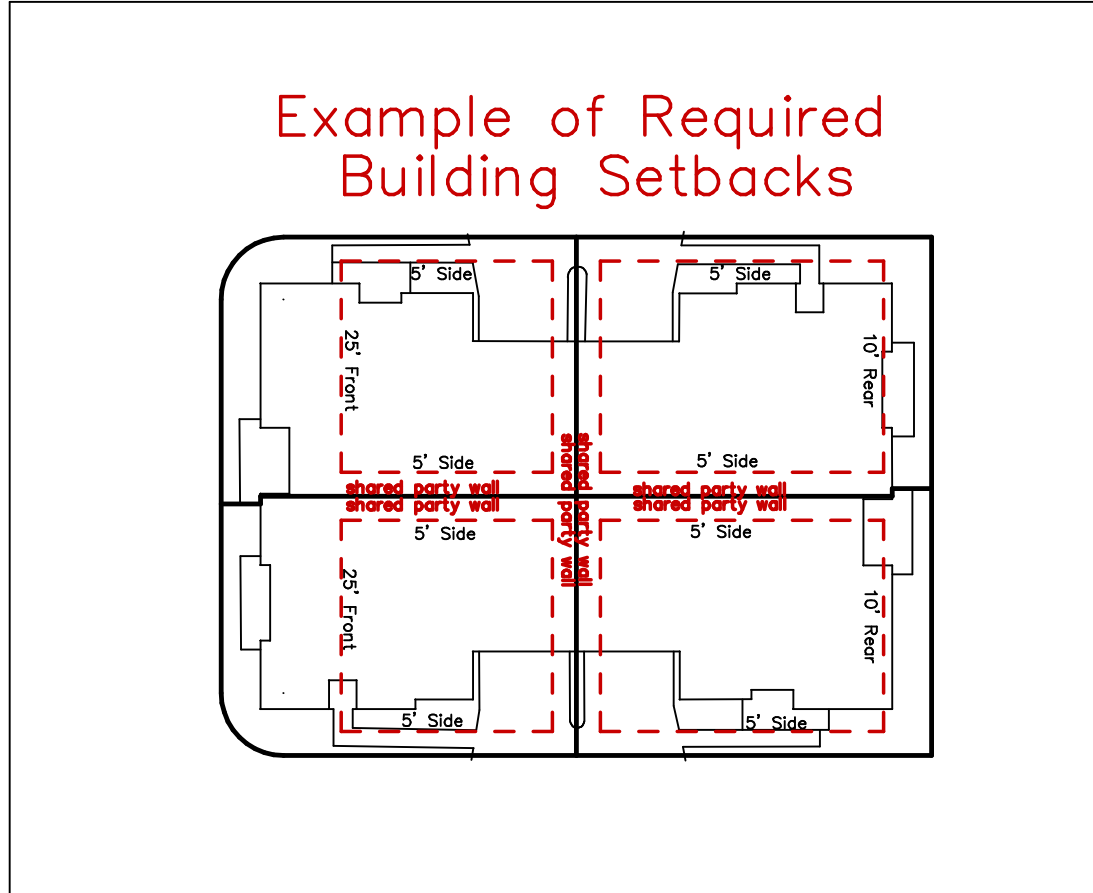 Example of Required
Building Setbacks
5' Side
5' Side
25' Front
10' Rear
5' Side
5' Side
shared party wall
shared party wall
shared party wall
shared party wall
shared party wall
shared party wall
shared party wall
shared party wall
5' Side
5' Side
25' Front
10' Rear
5' Side
5' Side